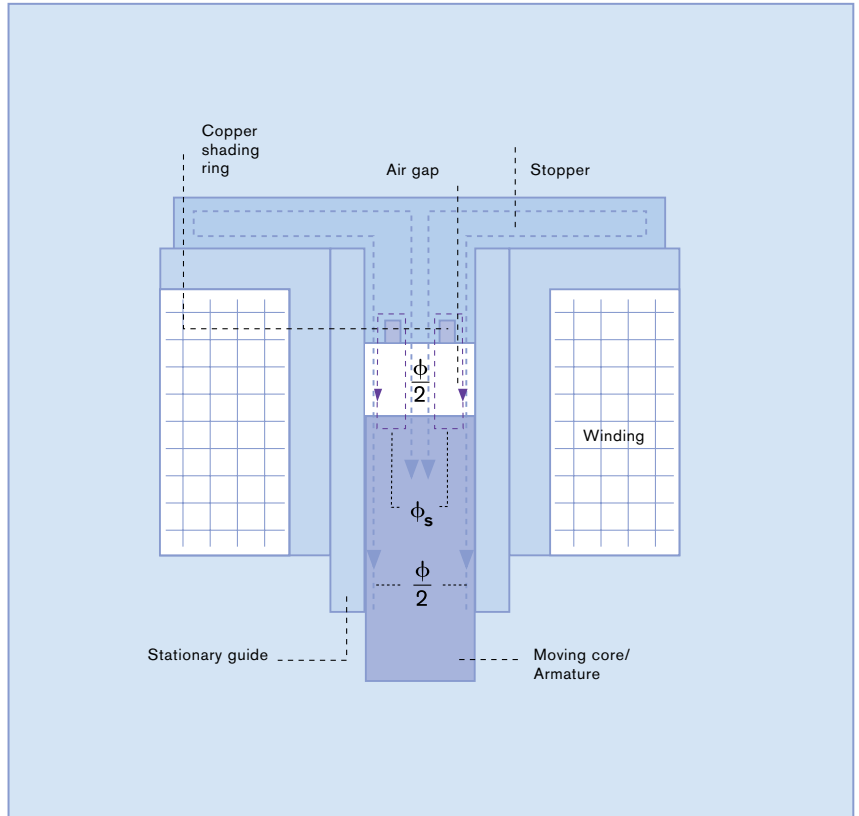 Copper
shading
ring
Air gap
Stopper
ϕ
2
Winding
ϕs
ϕ
2
Stationary guide
Moving core/
Armature